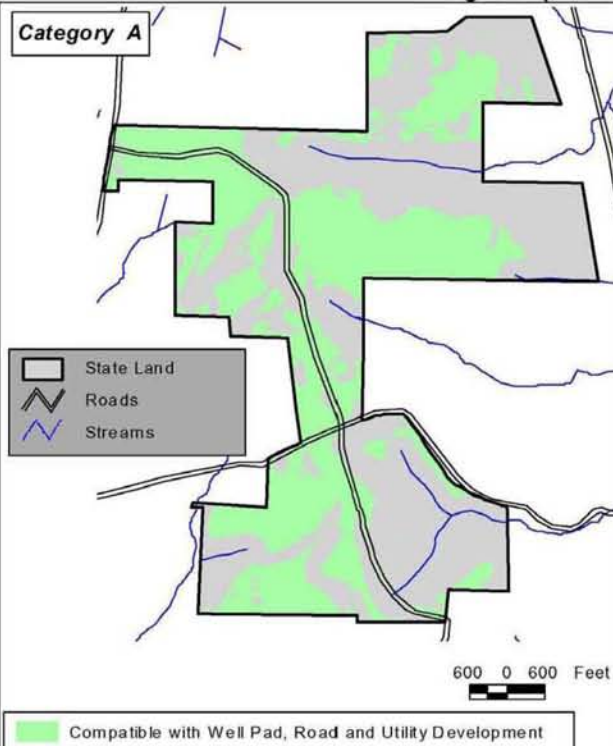 Category A
State Land
Roads
Streams
600 0 600 Feet
Compatible with Well Pad, Road and Utility Development